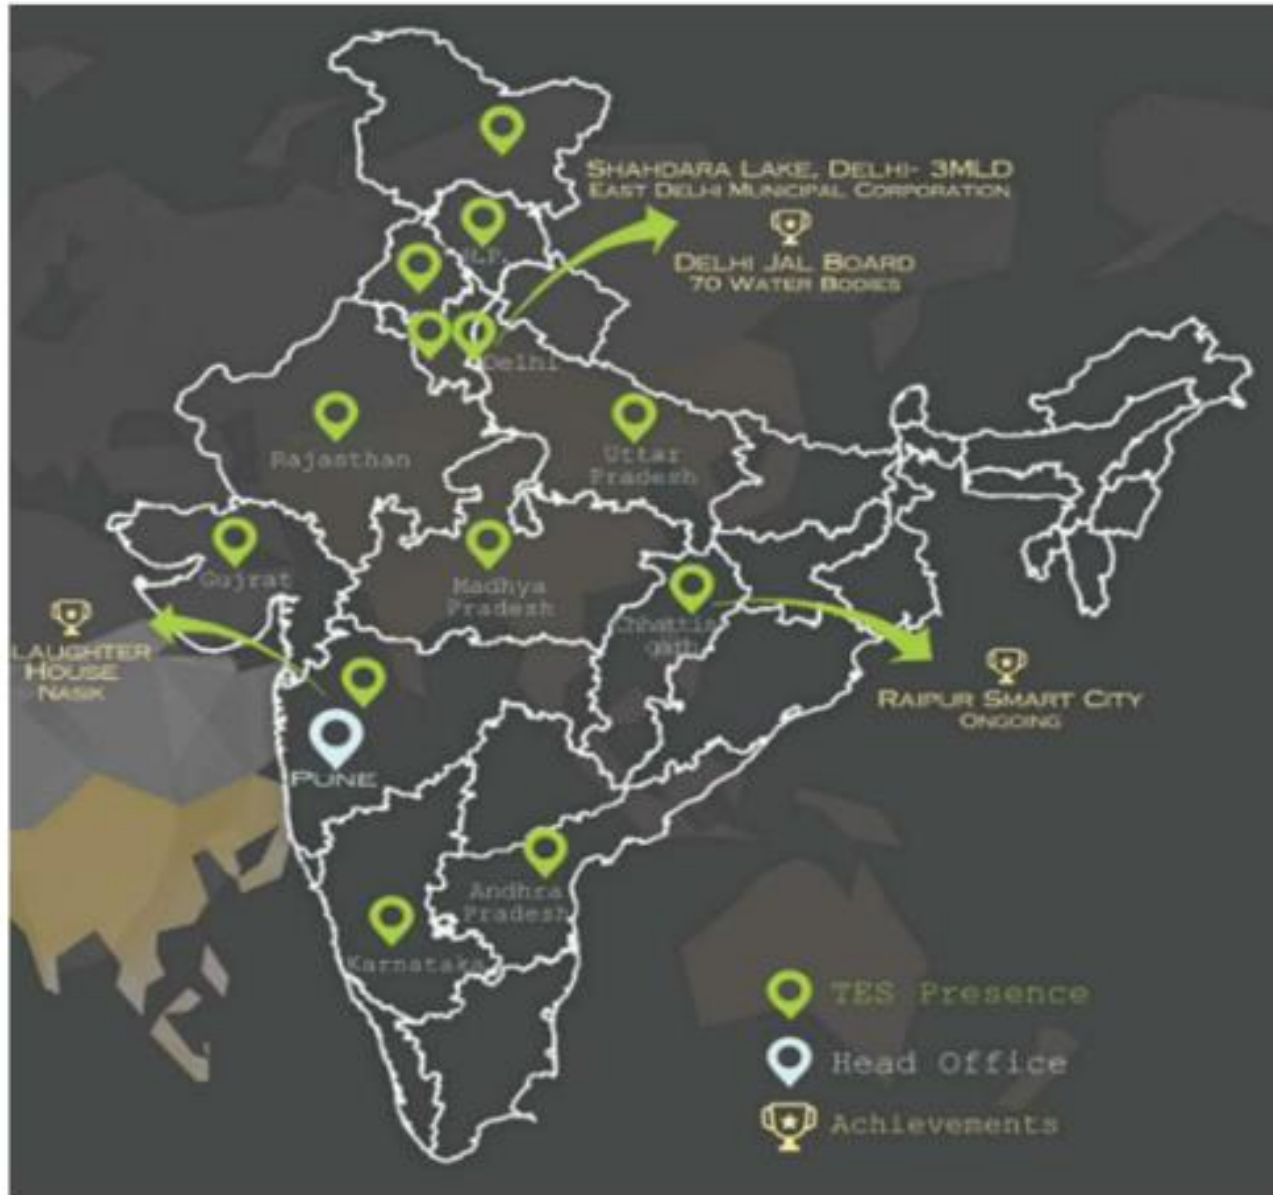 SHAHDARA LAKE, DELHI- 3MLD
EAST DELHI MUNICIPAL CORPORATION
DELHI JAL BOARD
70 WATER BODIES
H.P.
Delhi
Rajasthan
Uttar
Pradesh
Gujrat
Madhya
Pradesh
Chhattis
garh
LAUGHTER
HOUSE
NASIK
RAIPUR SMART CITY
ONGOING
PUNE
Andhra
Pradesh
Karnataka
TES Presence
Head Office
Achievements